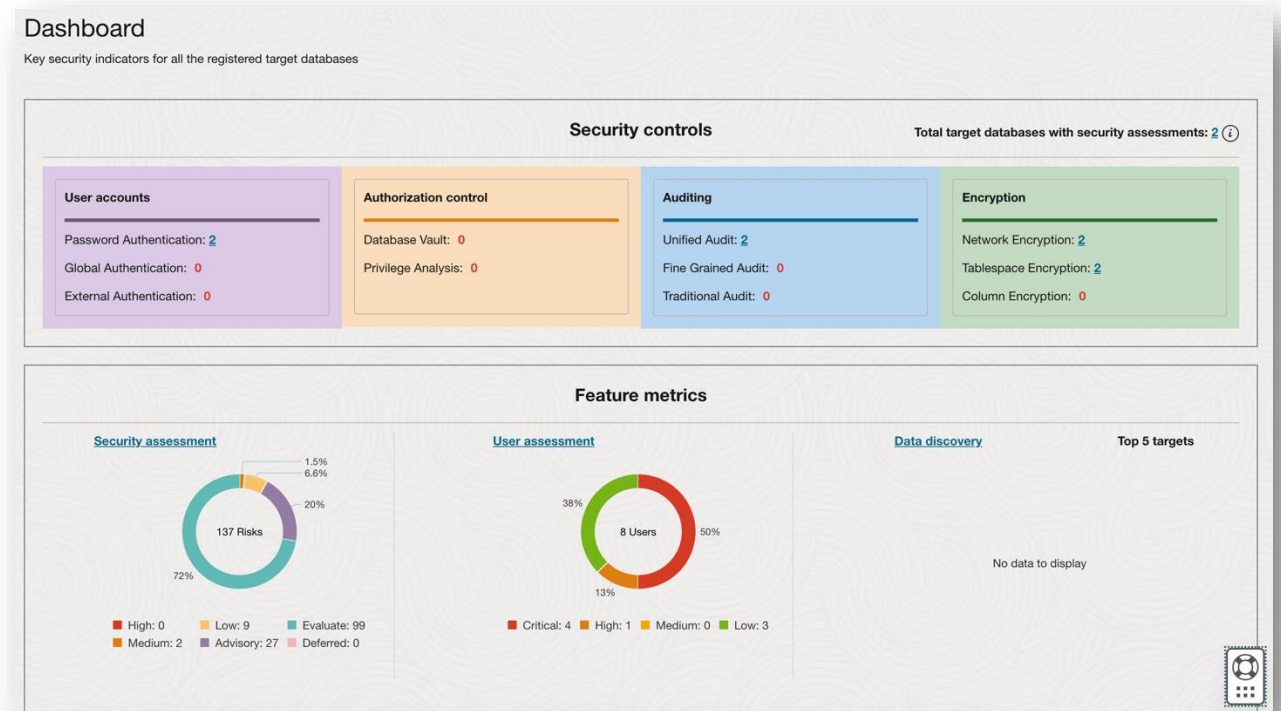 Dashboard
Key security indicators for all the registered target databases
Security controls
Total target databases with security assessments: 2 i
User accounts
Password Authentication: 2
Global Authentication: 0
External Authentication: 0
Authorization control
Database Vault: 0
Privilege Analysis: 0
Auditing
Unified Audit: 2
Fine Grained Audit: 0
Traditional Audit: 0
Encryption
Network Encryption: 2
Tablespace Encryption: 2
Column Encryption: 0
Feature metrics
Security assessment
1.5%
6.6%
20%
137 Risks
72%
High: 0
Low: 9
Evaluate: 99
Medium: 2
Advisory: 27
Deferred: 0
User assessment
38%
8 Users
50%
13%
Critical: 4
High: 1
Medium: 0
Low: 3
Data discovery
Top 5 targets
No data to display